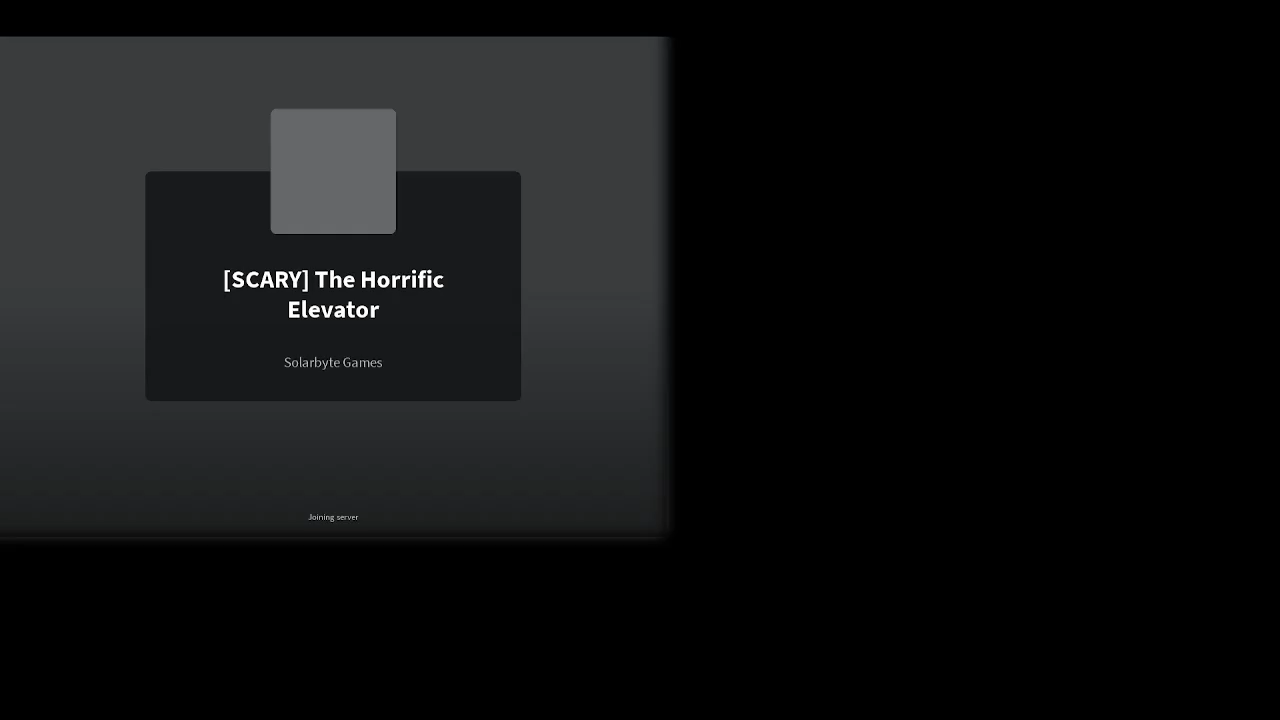 [SCARY] The Horrific
Elevator
Solarbyte Games
Joining server